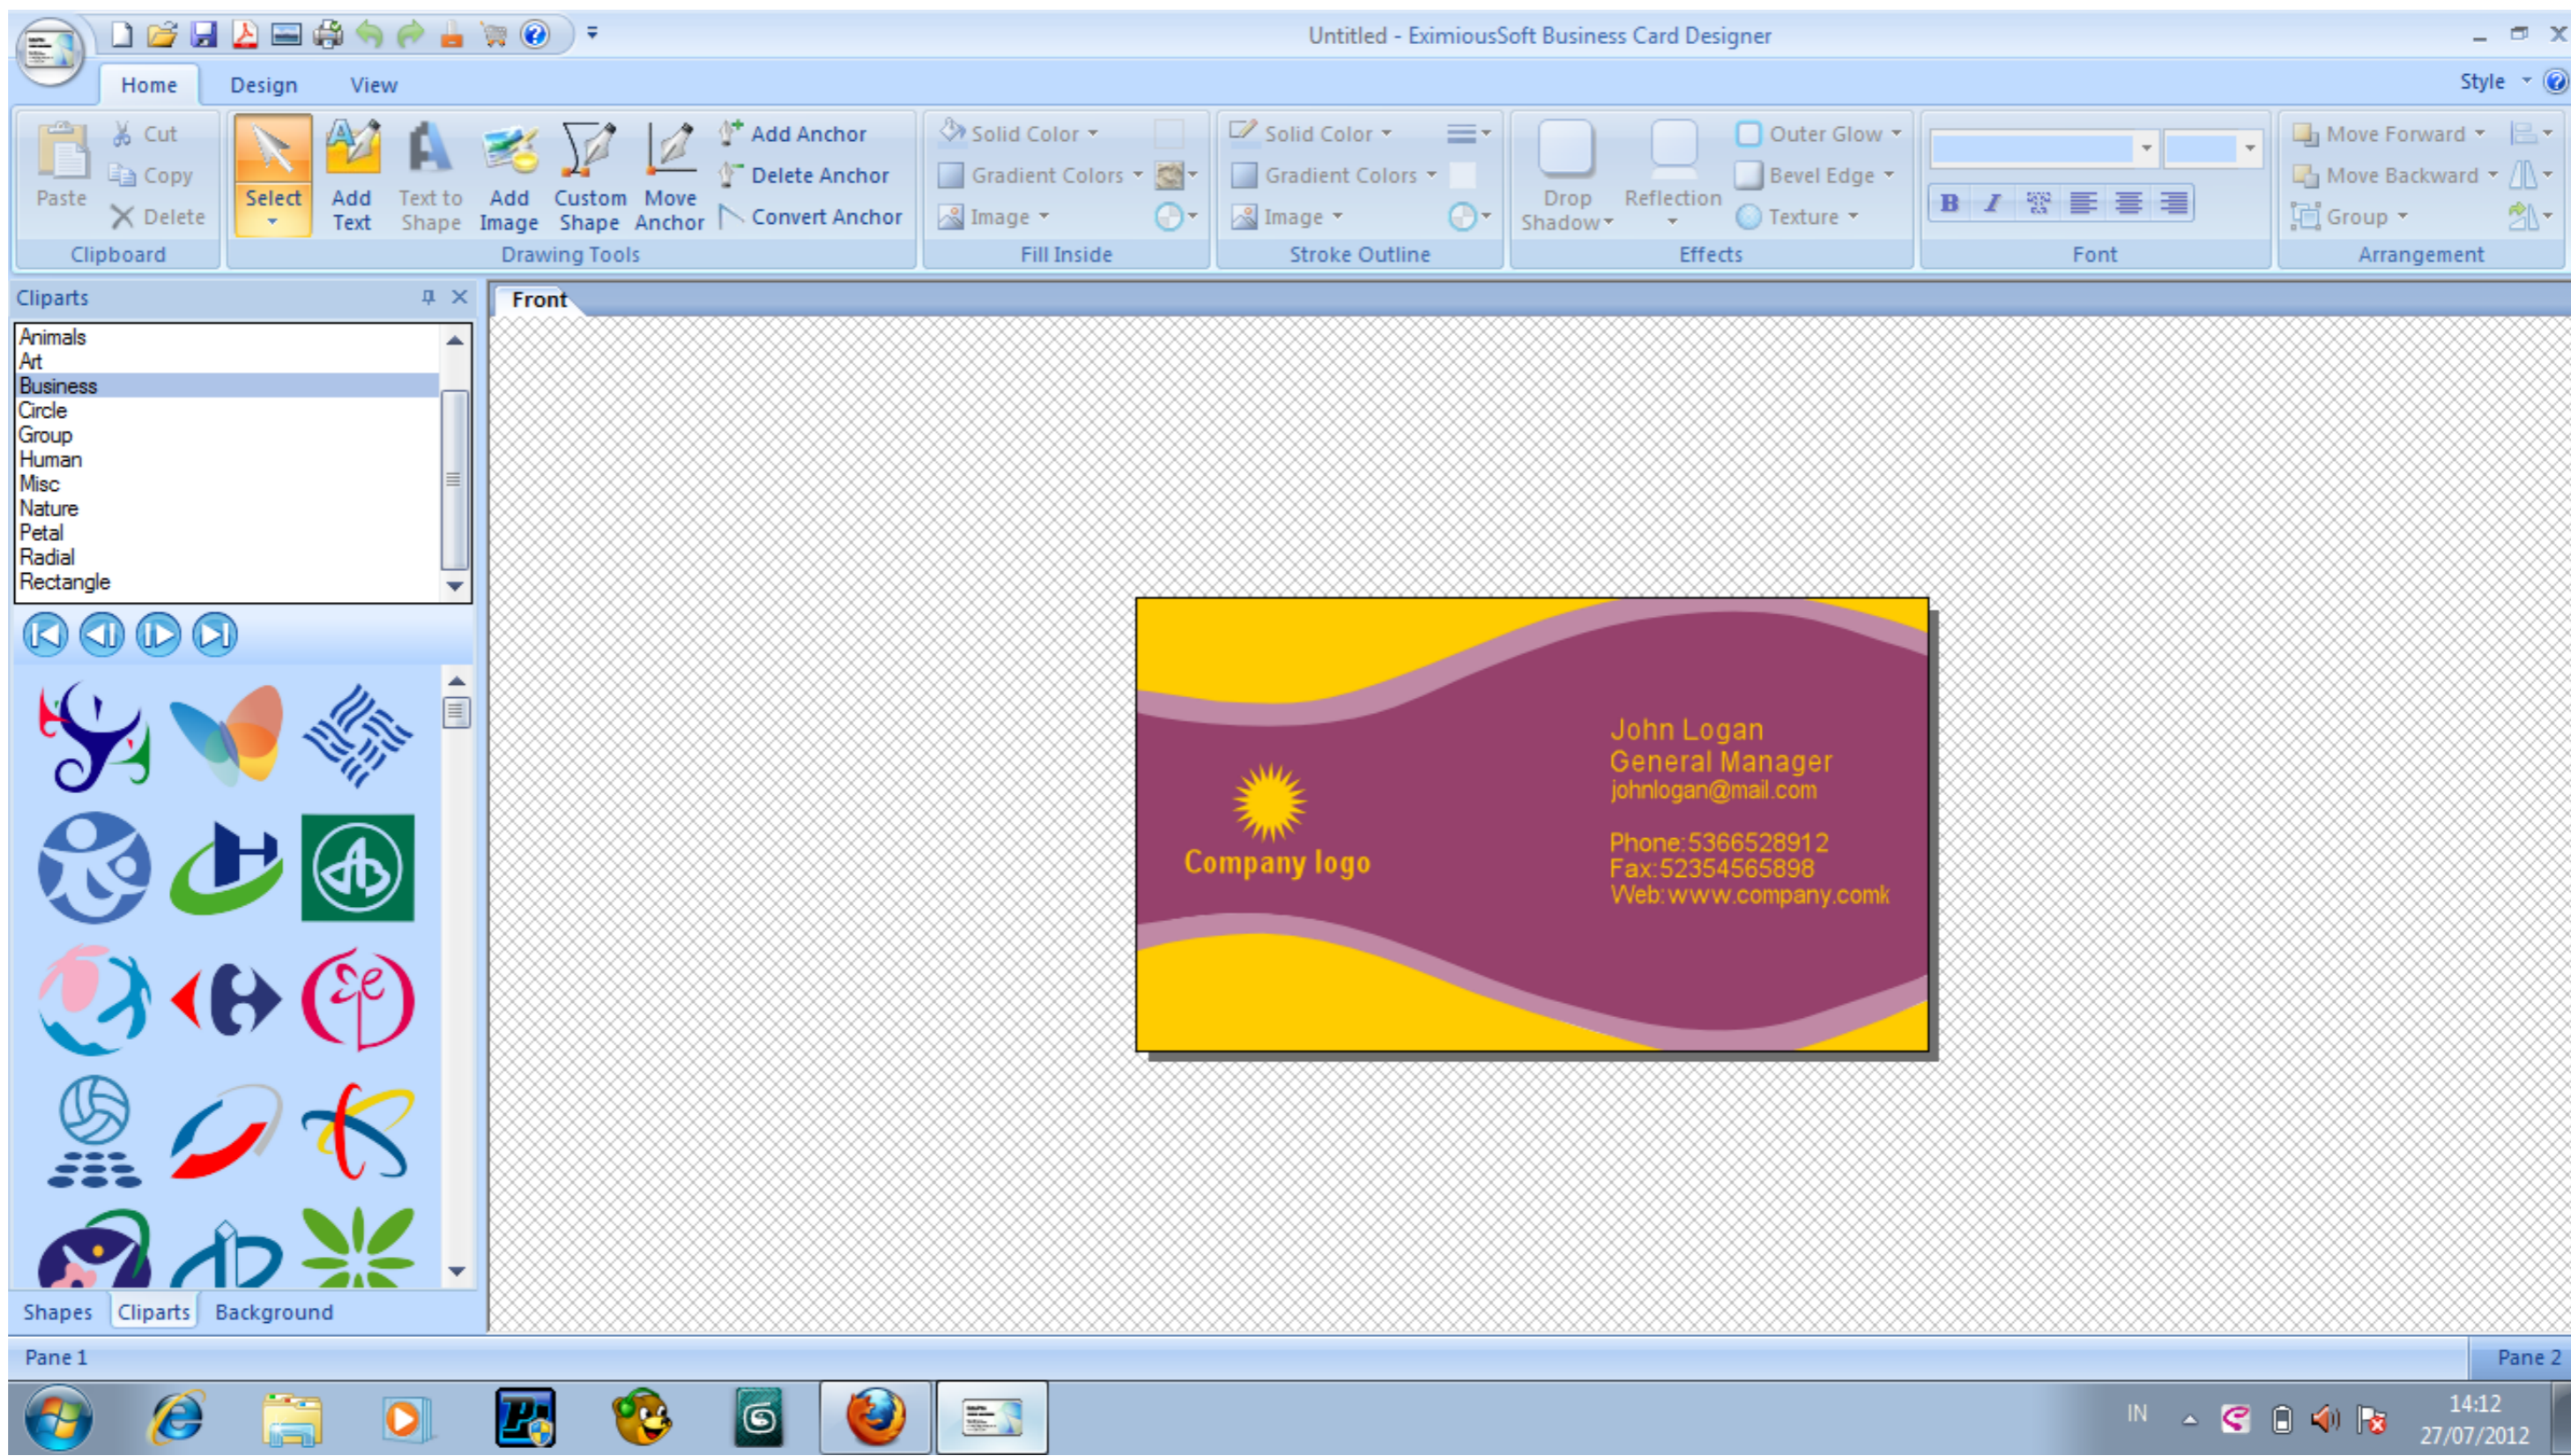 Untitled - EximiousSoft Business Card Designer
Home Design View Style
Paste
Cut
Copy
Delete
Clipboard
Select
Add Text
Text to Shape
Add Image
Custom Shape
Move Anchor
Add Anchor
Delete Anchor
Convert Anchor
Drawing Tools
Solid Color
Gradient Colors
Image
Fill Inside
Solid Color
Gradient Colors
Image
Stroke Outline
Drop Shadow
Reflection
Outer Glow
Bevel Edge
Texture
Effects
B I
Font
Move Forward
Move Backward
Group
Arrangement
Cliparts
Front
Animals
Art
Business
Circle
Group
Human
Misc
Nature
Petal
Radial
Rectangle
John Logan
General Manager
johnlogan@mail.com
Company logo
Phone:5366528912
Fax:52354565898
Web:www.company.comk
Shapes Cliparts Background
Pane 1
Pane 2
IN
14:12
27/07/2012